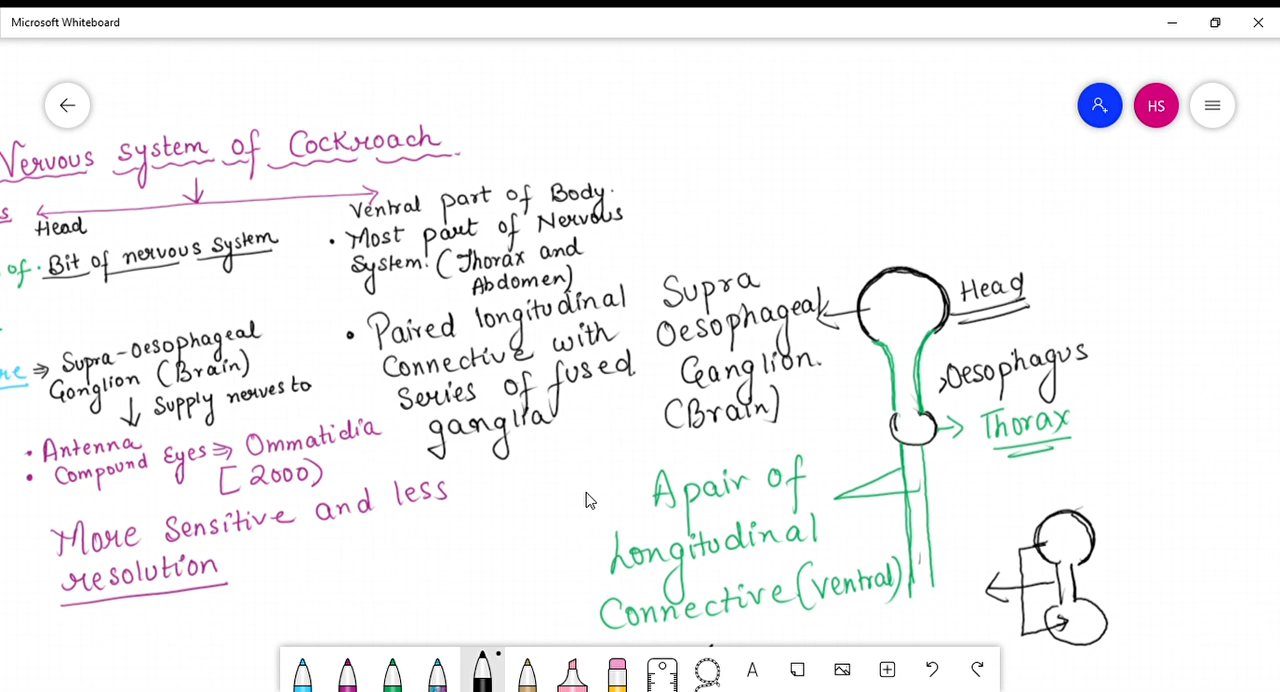 Microsoft Whiteboard
HS
Nervous system of Cockroach
s
Head
of • Bit of nervous system
re ⇒ Supra-Oesophageal
Ganglion (Brain)
↓ Supply nerves to
• Antenna
• Compound Eyes ⇒ Ommatidia
[2000)
More Sensitive and less
resolution
Ventral part of Body.
• Most part of Nervous
System. (Thorax and
Abdomen)
• Paired longitudinal
Connective with
Series of fused
ganglia
Supra
Oesophageal
Ganglion.
(Brain)
Head
Oesophagus
Thorax
A pair of
Longitudinal
Connective (ventral)
A